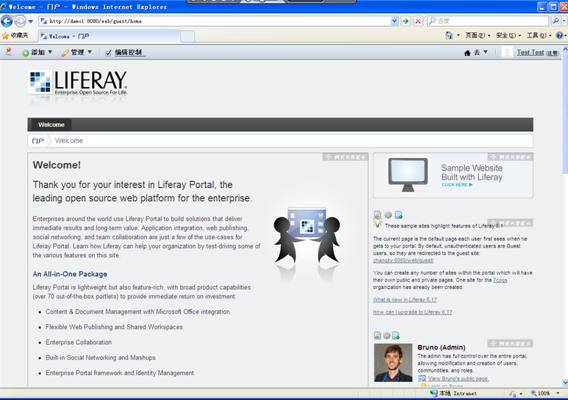 Welcome - 门户 - Windows Internet Explorer
http://demo1:8080/web/guest/home
百度
收藏夹
Welcome - 门户
页面(P)
安全(S)
工具(O)
添加
管理
编辑控制
去
Test Test
LIFERAY
Enterprise. Open Source. For Life.
Welcome
门户
Welcome
Welcome!
Thank you for your interest in Liferay Portal, the
leading open source web platform for the enterprise.
Enterprises around the world use Liferay Portal to build solutions that deliver
immediate results and long-term value. Application integration, web publishing,
social networking, and team collaboration are just a few of the use-cases for
Liferay Portal. Learn how Liferay can help your organization by test-driving some of
the various features on this site.
An All-in-One Package
Liferay Portal is lightweight but also feature-rich, with broad product capabilities
(over 70 out-of-the-box portlets) to provide immediate return on investment:
Content & Document Management with Microsoft Office integration
Flexible Web Publishing and Shared Workspaces
Enterprise Collaboration
Built-in Social Networking and Mashups
Enterprise Portal framework and Identity Management
Sample Website
Built with Liferay
CLICK HERE
These sample sites highlight features of Liferay 6.1
The current page is the default page each user first sees when he
gets to your portal. By default, unauthenticated users are Guest
users, so they are redirected to the guest site:
You can create any number of sites within the portal which will have
their own public and private pages. One site for the 7cogs
organization has already been created.
What is new in Liferay 6.1?
How can I upgrade to Liferay 6.1?
Bruno (Admin)
The admin has full control over the entire portal,
allowing modification and creation of users,
communities, and roles.
View Bruno's public page.
本地 Intranet
100%